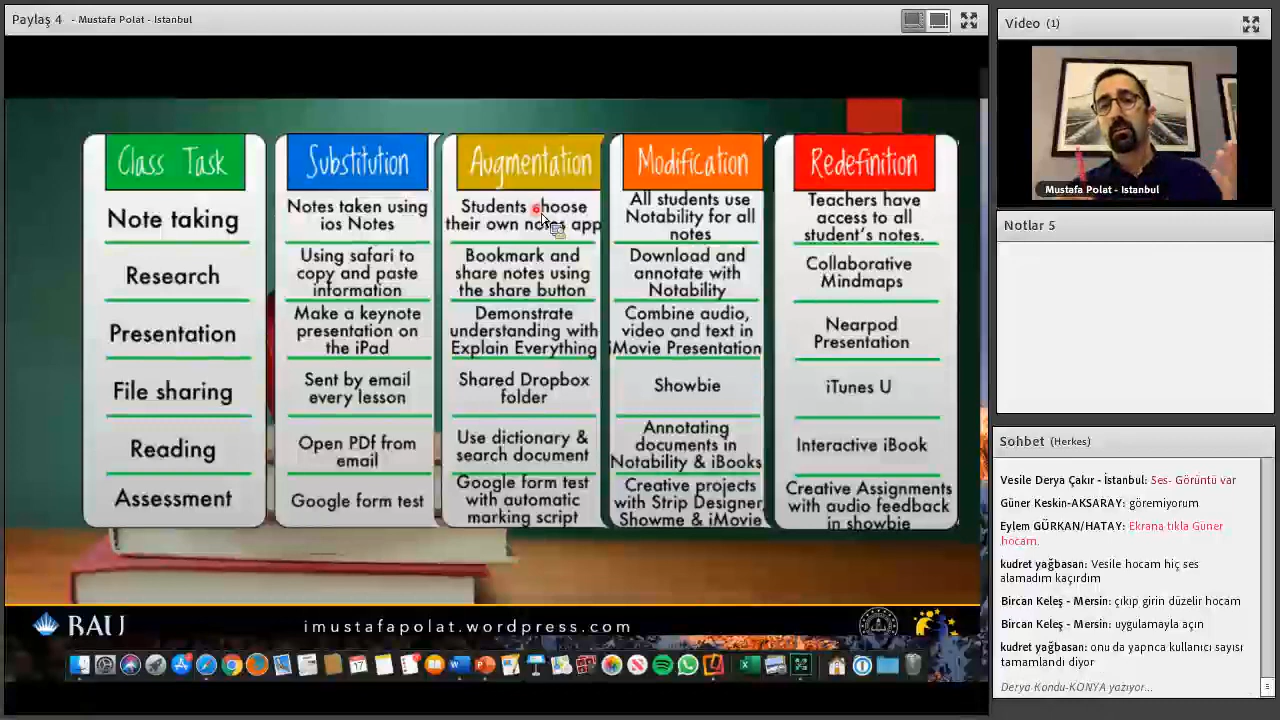 Paylaş 4 - Mustafa Polat - Istanbul
Class Task
Note taking
Research
Presentation
File sharing
Reading
Assessment
Substitution
Notes taken using
ios Notes
Using safari to
copy and paste
information
Make a keynote
presentation on
the iPad
Sent by email
every lesson
Open PDf from
email
Google form test
Augmentation
Students choose
their own notes app
Bookmark and
share notes using
the share button
Demonstrate
understanding with
Explain Everything
Shared Dropbox
folder
Use dictionary &
search document
Google form test
with automatic
marking script
Modification
All students use
Notability for all
notes
Download and
annotate with
Notability
Combine audio,
video and text in
iMovie Presentation
Showbie
Annotating
documents in
Notability & iBooks
Creative projects
with Strip Designer
Showme & iMovie
Redefinition
Teachers have
access to all
student's notes.
Collaborative
Mindmaps
Nearpod
Presentation
iTunes U
Interactive iBook
Creative Assignments
with audio feedback
in showbie
BAU
imustafapolat.wordpress.com
17
Video (1)
Mustafa Polat - Istanbul
Notlar 5
Sohbet (Herkes)
Vesile Derya Çakır - İstanbul: Ses- Görüntü var
Güner Keskin-AKSARAY: göremiyorum
Eylem GÜRKAN/HATAY: Ekrana tıkla Güner
hocam.
kudret yağbasan: Vesile hocam hiç ses
alamadım kaçırdım
Bircan Keleş - Mersin: çıkıp girin düzelir hocam
Bircan Keleş - Mersin: uygulamayla açın
kudret yağbasan: onu da yapnca kullanici sayısı
tamamlandı diyor
Derya Kondu-KONYA yazıyor...